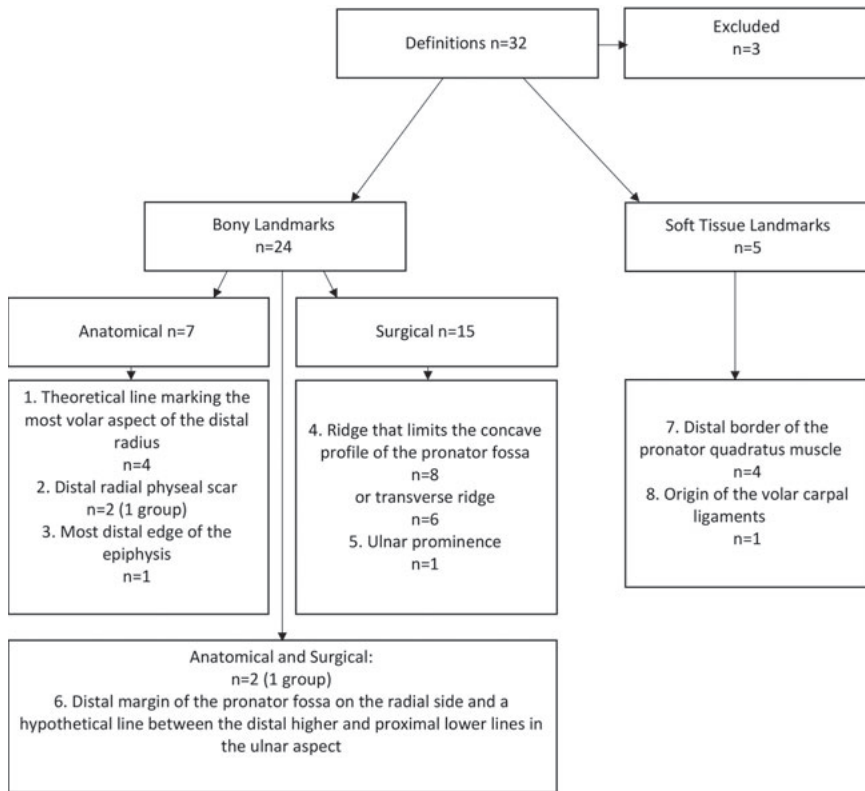 Definitions n=32
Excluded
n=3
Bony Landmarks
n=24
Soft Tissue Landmarks
n=5
Anatomical n=7
Surgical n=15
1. Theoretical line marking the
most volar aspect of the distal
radius
n=4
2. Distal radial physeal scar
n=2 (1 group)
3. Most distal edge of the
epiphysis
n=1
4. Ridge that limits the concave
profile of the pronator fossa
n=8
or transverse ridge
n=6
5. Ulnar prominence
n=1
7. Distal border of the
pronator quadratus muscle
n=4
8. Origin of the volar carpal
ligaments
n=1
Anatomical and Surgical:
n=2 (1 group)
6. Distal margin of the pronator fossa on the radial side and a
hypothetical line between the distal higher and proximal lower lines in
the ulnar aspect